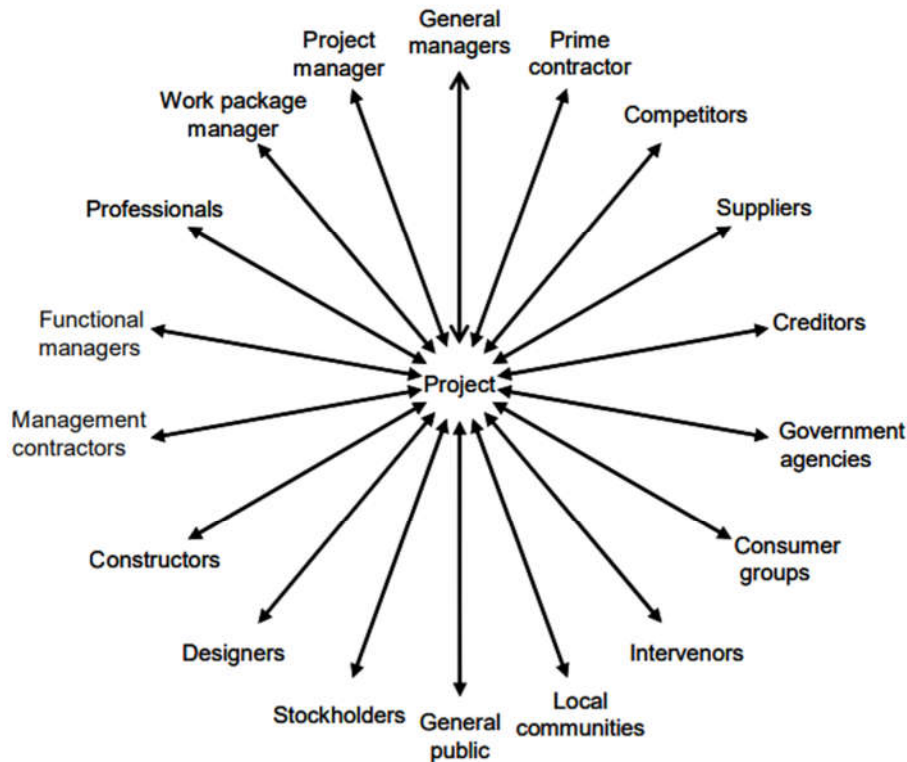 General
managers
Prime
contractor
Competitors
Suppliers
Creditors
Government
agencies
Consumer
groups
Intervenors
Local
communities
General
public
Stockholders
Designers
Constructors
Management
contractors
Functional
managers
Professionals
Work package
manager
Project
manager
Project